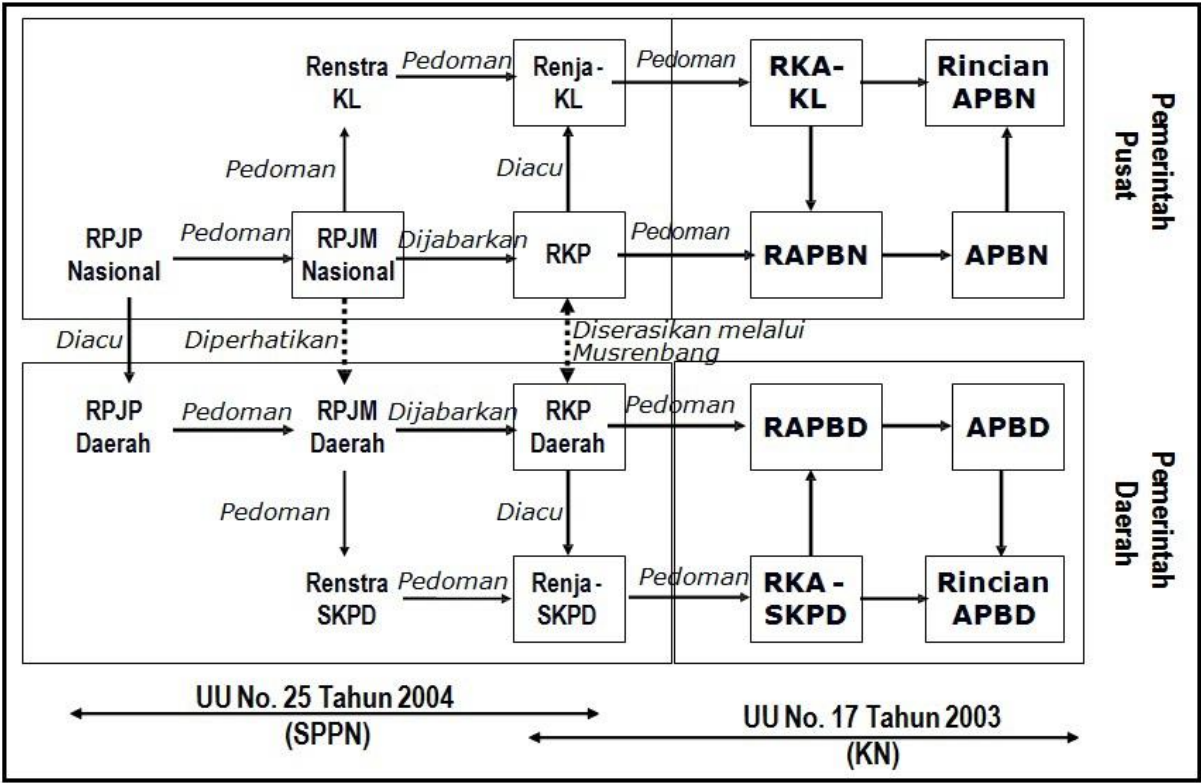 Renstra
KL
Pedoman
Renja -
KL
Pedoman
RKA-
KL
Rincian
APBN
Pemerintah
Pusat
Pedoman
Diacu
RPJP
Nasional
Pedoman
RPJM
Nasional
Dijabarkan
RKP
Pedoman
RAPBN
APBN
Diacu
Diperhatikan
Diserasikan melalui
Musrenbang
RPJP
Daerah
Pedoman
RPJM
Daerah
Dijabarkan
RKP
Daerah
Pedoman
RAPBD
APBD
Pemerintah
Daerah
Pedoman
Diacu
Renstra
SKPD
Pedoman
Renja-
SKPD
Pedoman
RKA -
SKPD
Rincian
APBD
UU No. 25 Tahun 2004
(SPPN)
UU No. 17 Tahun 2003
(KN)